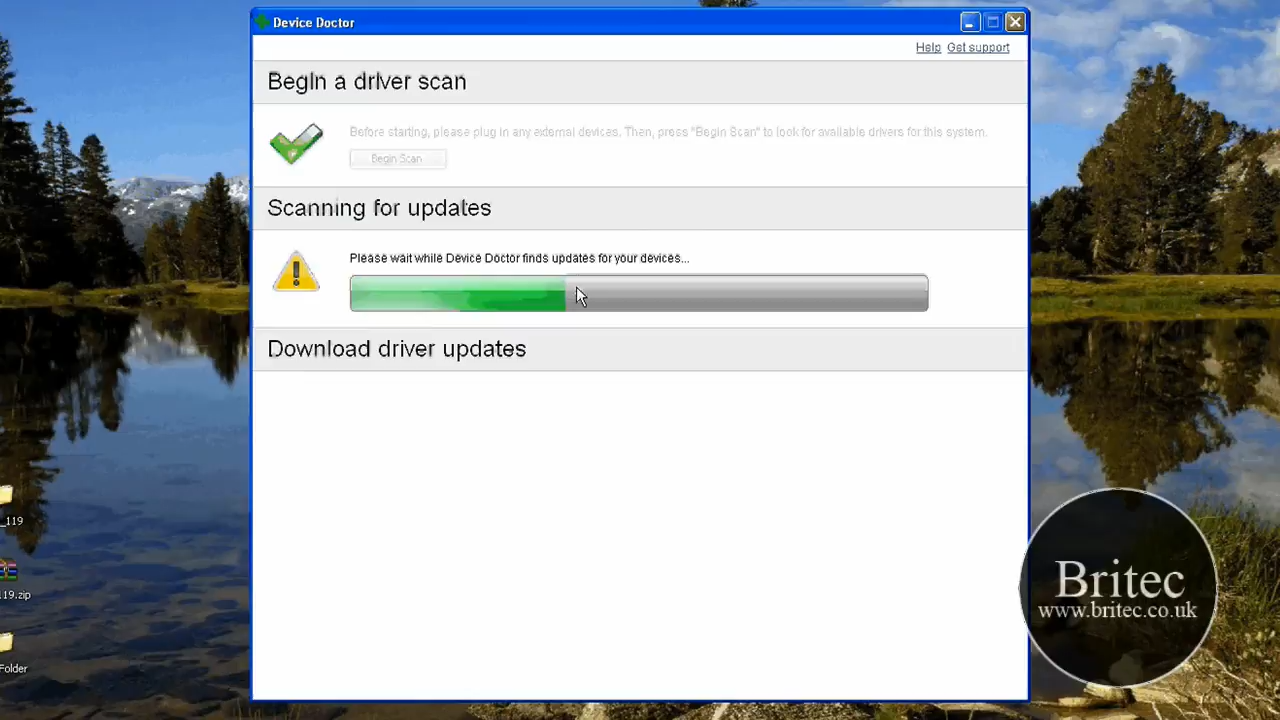 Device Doctor
Help Get support
Begin a driver scan
Before starting, please plug in any external devices. Then, press "Begin Scan" to look for available drivers for this system.
Begin Scan
Scanning for updates
Please wait while Device Doctor finds updates for your devices...
Download driver updates
_119
119.zip
Folder
Britec
www.britec.co.uk